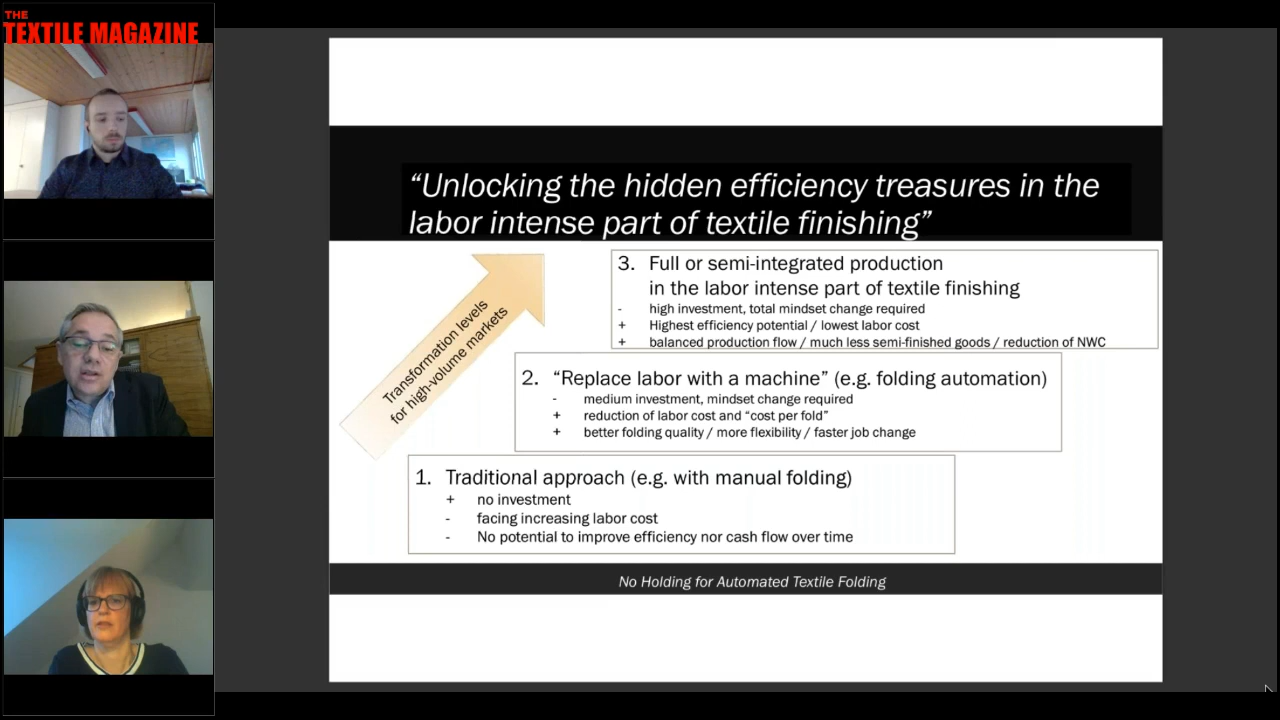 THE
TEXTILE MAGAZINE
“Unlocking the hidden efficiency treasures in the
labor intense part of textile finishing”
Transformation levels
for high-volume markets
3. Full or semi-integrated production
in the labor intense part of textile finishing
- high investment, total mindset change required
+ Highest efficiency potential / lowest labor cost
+ balanced production flow / much less semi-finished goods / reduction of NWC
2. “Replace labor with a machine” (e.g. folding automation)
- medium investment, mindset change required
+ reduction of labor cost and “cost per fold”
+ better folding quality / more flexibility / faster job change
1. Traditional approach (e.g. with manual folding)
+ no investment
- facing increasing labor cost
- No potential to improve efficiency nor cash flow over time
No Holding for Automated Textile Folding